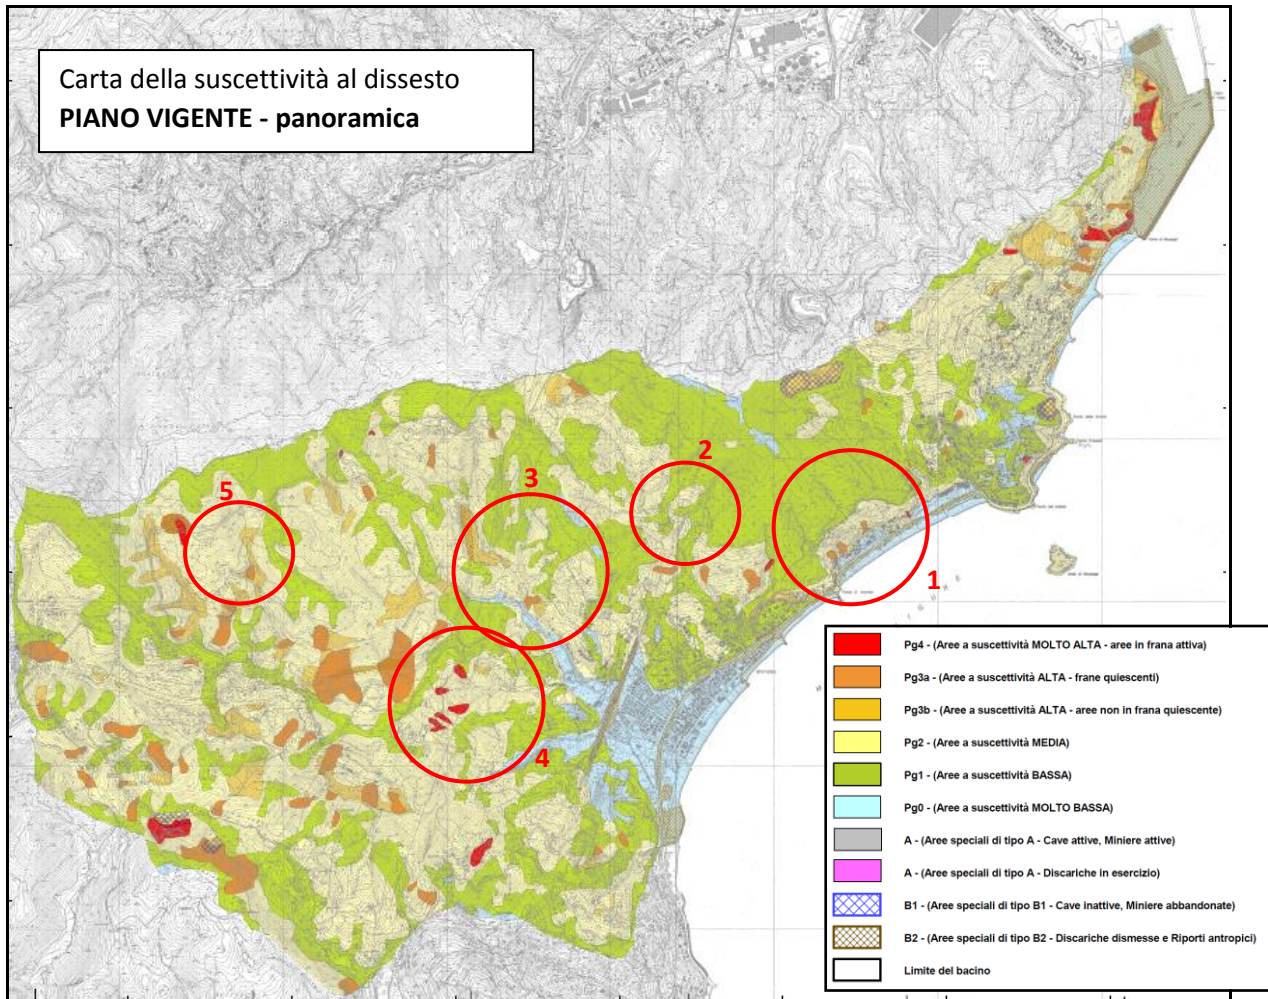 Carta della suscettività al dissesto
PIANO VIGENTE - panoramica
2
3
5
1
4
Pg4 - (Aree a suscettività MOLTO ALTA - aree in frana attiva)
Pg3a - (Aree a suscettività ALTA - frane quiescenti)
Pg3b - (Aree a suscettività ALTA - aree non in frana quiescente)
Pg2 - (Aree a suscettività MEDIA)
Pg1 - (Aree a suscettività BASSA)
Pg0 - (Aree a suscettività MOLTO BASSA)
A - (Aree speciali di tipo A - Cave attive, Miniere attive)
A - (Aree speciali di tipo A - Discariche in esercizio)
B1 - (Aree speciali di tipo B1 - Cave inattive, Miniere abbandonate)
B2 - (Aree speciali di tipo B2 - Discariche dismesse e Riporti antropici)
Limite del bacino